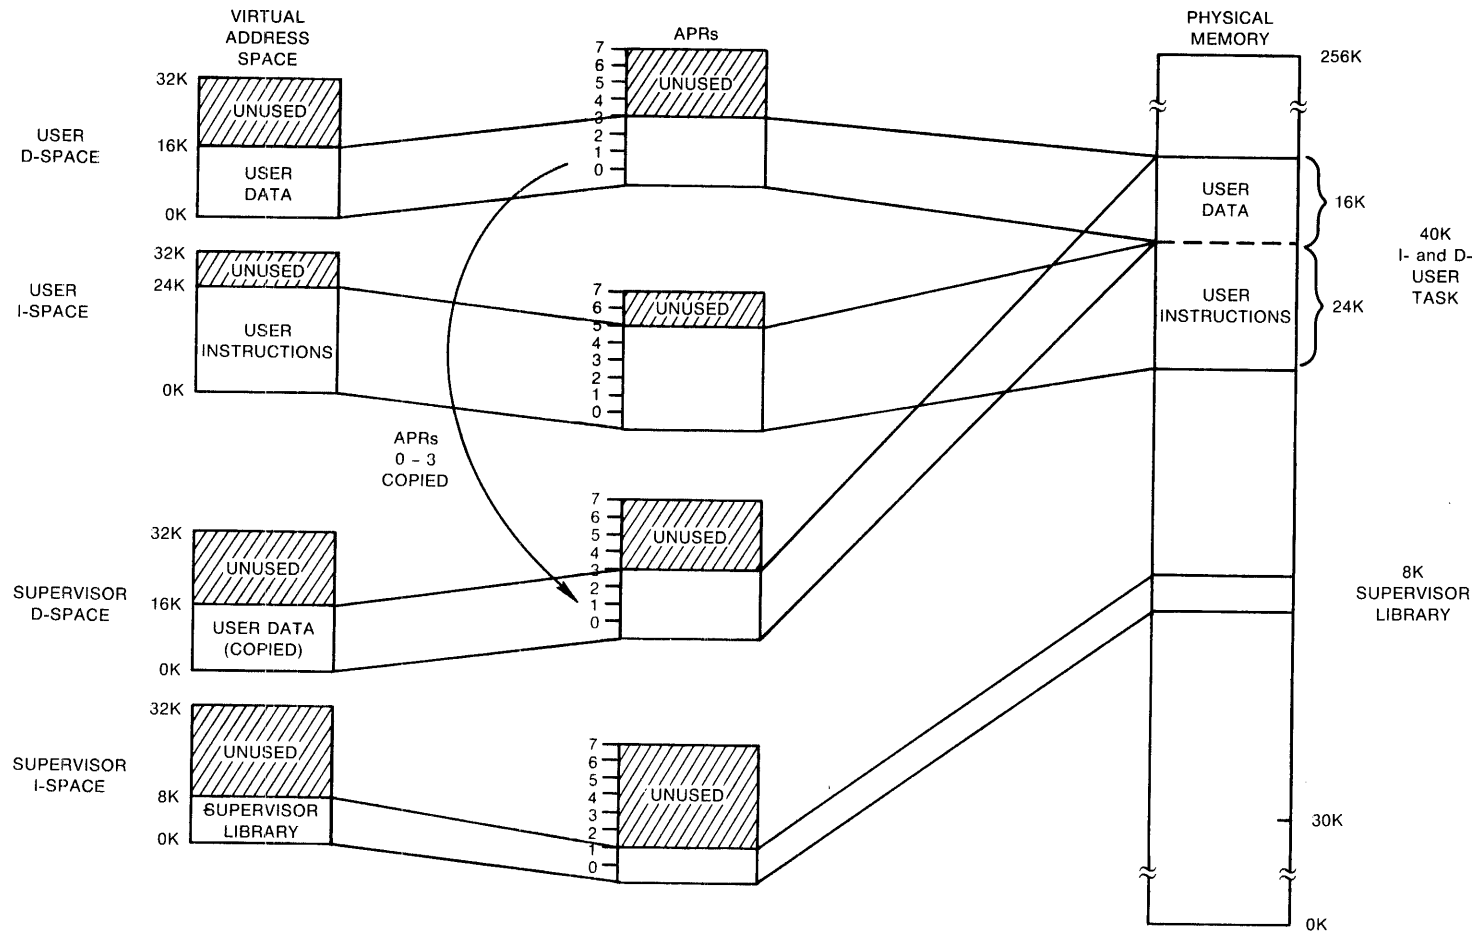 VIRTUAL
ADDRESS
SPACE
APRs
PHYSICAL
MEMORY
USER
D-SPACE
32K
UNUSED
16K
USER
DATA
0K
7
6
5
4
3
2
1
0
UNUSED
256K
USER
DATA
16K
USER
INSTRUCTIONS
24K
40K
I- and D-
USER
TASK
USER
I-SPACE
32K
UNUSED
24K
USER
INSTRUCTIONS
0K
7
6
5
4
3
2
1
0
UNUSED
APRs
0 – 3
COPIED
SUPERVISOR
D-SPACE
32K
UNUSED
16K
USER DATA
(COPIED)
0K
7
6
5
4
3
2
1
0
UNUSED
8K
SUPERVISOR
LIBRARY
SUPERVISOR
I-SPACE
32K
UNUSED
8K
SUPERVISOR
LIBRARY
0K
7
6
5
4
3
2
1
0
UNUSED
30K
0K